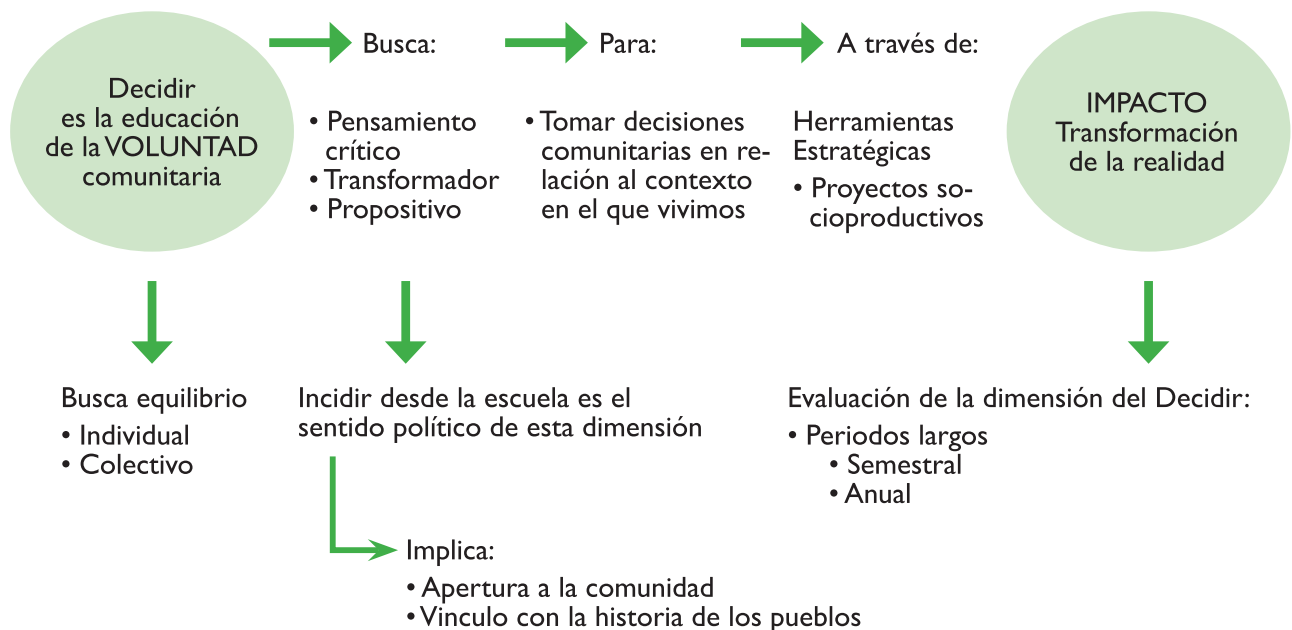 Decidir
es la educación
de la VOLUNTAD
comunitaria
Busca:
• Pensamiento
crítico
• Transformador
• Propositivo
Para:
• Tomar decisiones
comunitarias en re-
lación al contexto
en el que vivimos
A través de:
Herramientas
Estratégicas
• Proyectos so-
cioproductivos
IMPACTO
Transformación
de la realidad
Busca equilibrio
• Individual
• Colectivo
Incidir desde la escuela es el
sentido político de esta dimensión
Implica:
• Apertura a la comunidad
• Vinculo con la historia de los pueblos
Evaluación de la dimensión del Decidir:
• Periodos largos
• Semestral
• Anual